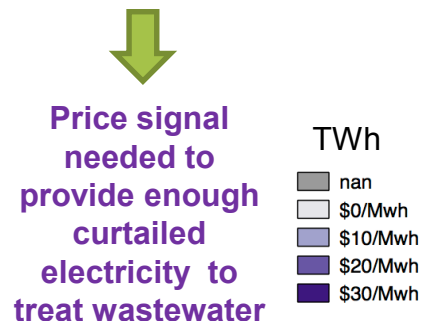 Price signal
needed to
provide enough
curtailed
electricity to
treat wastewater
TWh
nan
$0/Mwh
$10/Mwh
$20/Mwh
$30/Mwh